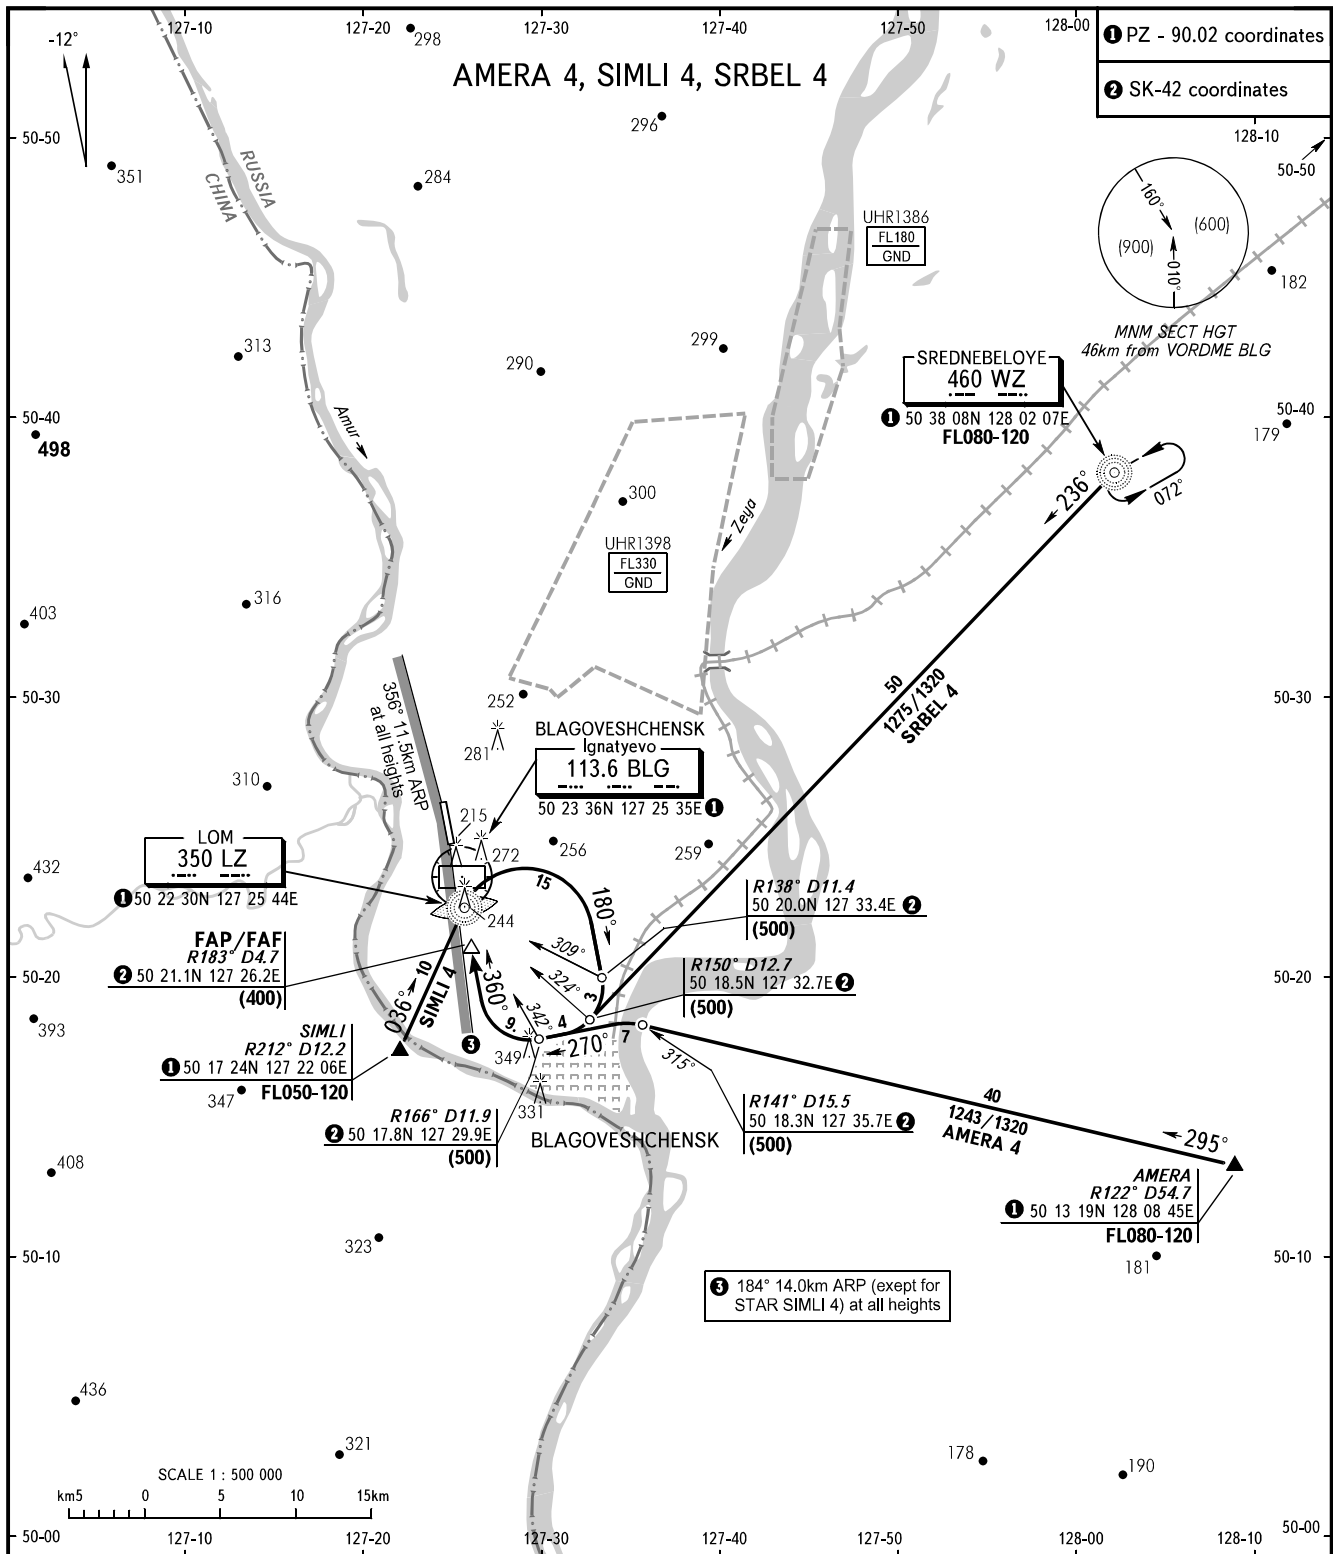 127-10
127-20
127-30
127-40
127-50
128-00
-12°
298
AMERA 4, SIMLI 4, SRBEL 4
❶ PZ - 90.02 coordinates
❷ SK-42 coordinates
296
50-50
128-10
50-50
351
RUSSIA
CHINA
284
UHR1386
FL180
GND
160°
(600)
(900)
010°
182
MNM SECT HGT
46km from VORDME BLG
313
299
290
SREDNEBELOYE
460 WZ
❶ 50 38 08N 128 02 07E
FL080-120
50-40
50-40
Amur
179
498
236°
072°
300
Zeya
UHR1398
FL330
GND
316
403
50-30
50-30
50
1275/1320
SRBEL 4
356° 11.5km ARP
at all heights
252
281
BLAGOVESHCHENSK
Ignatyevo
113.6 BLG
50 23 36N 127 25 35E ❶
310
215
272
256
259
LOM
350 LZ
❶ 50 22 30N 127 25 44E
432
244
15
180°
R138° D11.4
50 20.0N 127 33.4E ❷
(500)
FAP/FAF
R183° D4.7
❷ 50 21.1N 127 26.2E
(400)
309°
324°
R150° D12.7
50 18.5N 127 32.7E ❷
(500)
50-20
50-20
036°
10
SIMLI 4
360°
342°
3
4
9.
7
270°
315°
393
❸
349
SIMLI
R212° D12.2
❶ 50 17 24N 127 22 06E
FL050-120
347
331
R166° D11.9
❷ 50 17.8N 127 29.9E
(500)
BLAGOVESHCHENSK
R141° D15.5
50 18.3N 127 35.7E ❷
(500)
40
1243/1320
AMERA 4
295°
408
AMERA
R122° D54.7
❶ 50 13 19N 128 08 45E
FL080-120
323
50-10
50-10
181
❸ 184° 14.0km ARP (exept for
STAR SIMLI 4) at all heights
436
321
178
190
SCALE 1 : 500 000
km5
0
5
10
15km
50-00
50-00
127-10
127-20
127-30
127-40
127-50
128-00
128-10